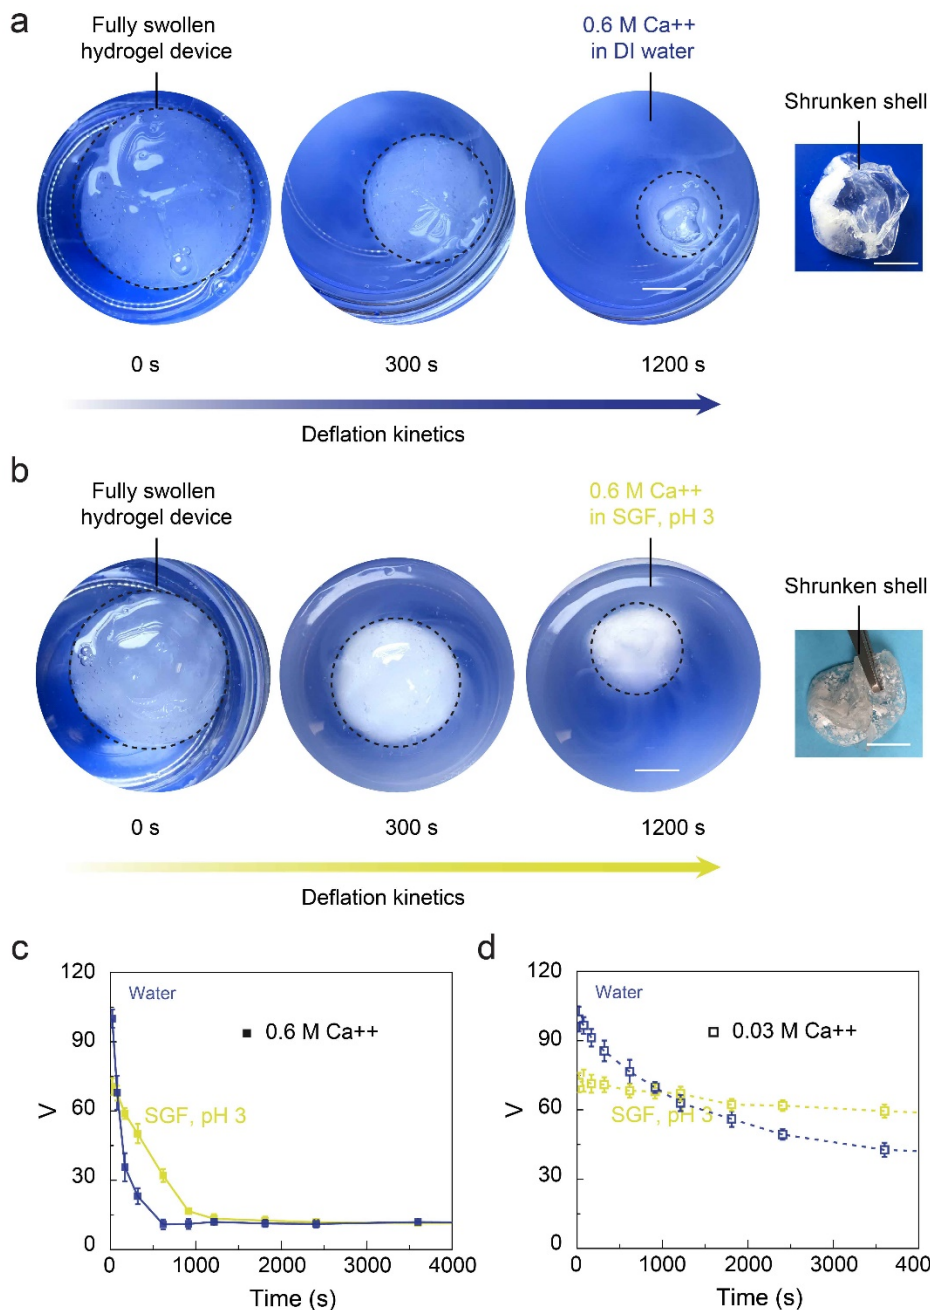 a
Fully swollen
hydrogel device
0.6 M Ca++
in DI water
Shrunken shell
0 s
300 s
1200 s
Deflation kinetics
b
Fully swollen
hydrogel device
0.6 M Ca++
in SGF, pH 3
Shrunken shell
0 s
300 s
1200 s
Deflation kinetics
c
120
90
60
30
0
V
Water
0.6 M Ca++
SGF, pH 3
0
1000
2000
3000
4000
Time (s)
d
120
90
60
30
0
V
Water
0.03 M Ca++
SGF, pH 3
0
1000
2000
3000
400
Time (s)